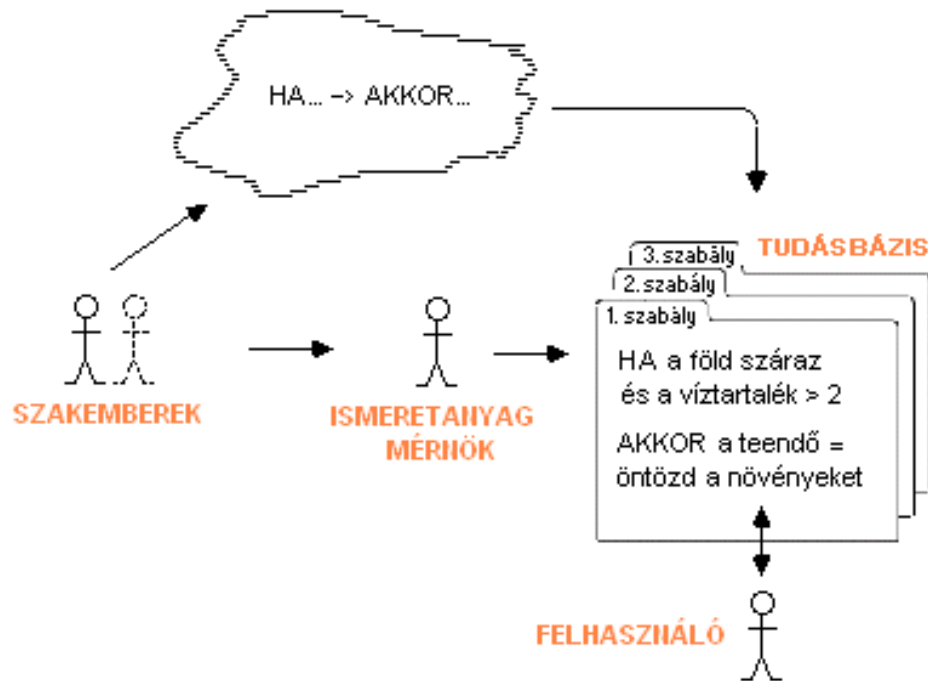 HA... -> AKKOR...
TUDÁSBÁZIS
3. szabály
2. szabály
1. szabály
HA a föld száraz
és a víztartalék > 2
AKKOR a teendő =
öntözd a növényeket
SZAKEMBEREK
ISMERETANYAG
MÉRNÖK
FELHASZNÁLÓ